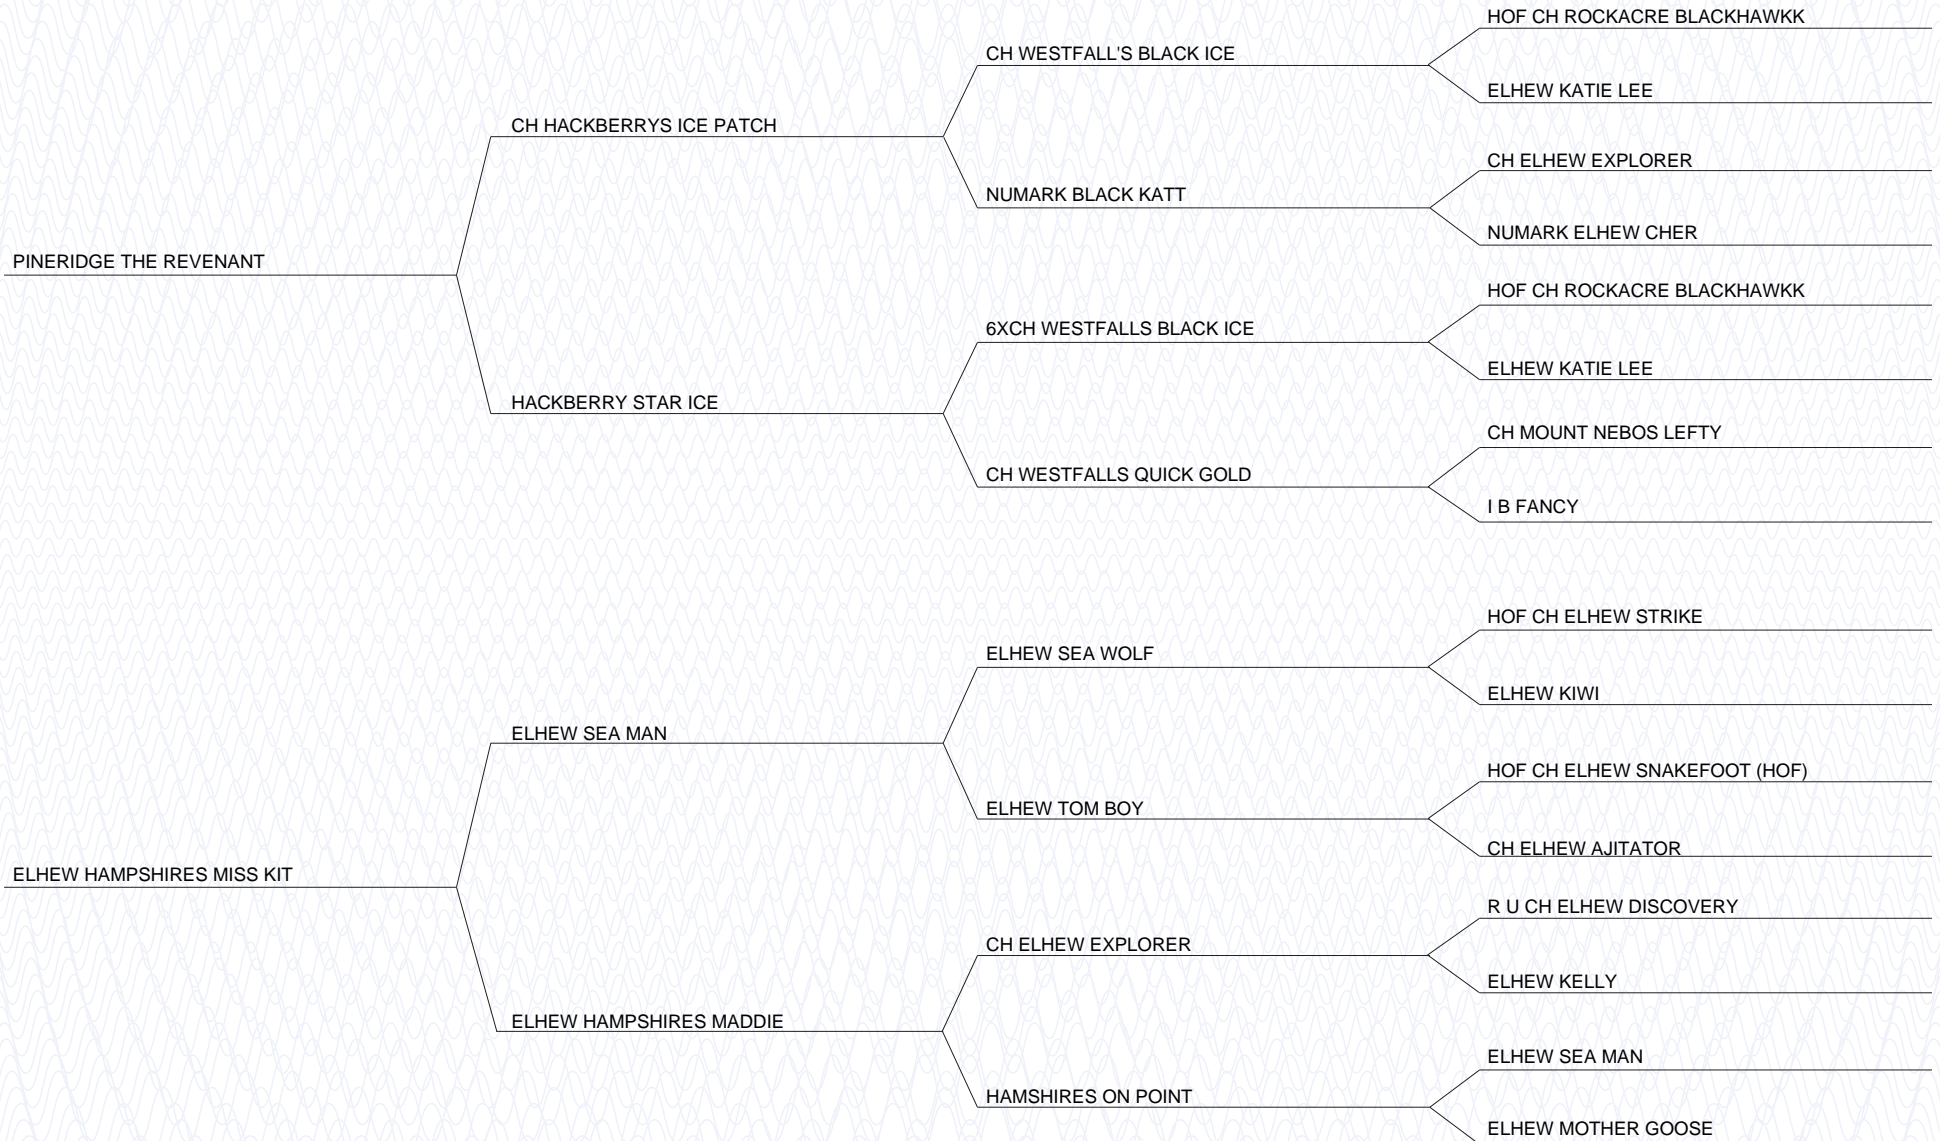 HOF CH ROCKACRE BLACKHAWKK
CH WESTFALL'S BLACK ICE
ELHEW KATIE LEE
CH HACKBERRYS ICE PATCH
CH ELHEW EXPLORER
NUMARK BLACK KATT
NUMARK ELHEW CHER
PINERIDGE THE REVENANT
HOF CH ROCKACRE BLACKHAWKK
6XCH WESTFALLS BLACK ICE
ELHEW KATIE LEE
HACKBERRY STAR ICE
CH MOUNT NEBOS LEFTY
CH WESTFALLS QUICK GOLD
I B FANCY
HOF CH ELHEW STRIKE
ELHEW SEA WOLF
ELHEW KIWI
ELHEW SEA MAN
HOF CH ELHEW SNAKEFOOT (HOF)
ELHEW TOM BOY
CH ELHEW AJITATOR
ELHEW HAMPSHIRES MISS KIT
R U CH ELHEW DISCOVERY
CH ELHEW EXPLORER
ELHEW KELLY
ELHEW HAMPSHIRES MADDIE
ELHEW SEA MAN
HAMSHIRES ON POINT
ELHEW MOTHER GOOSE